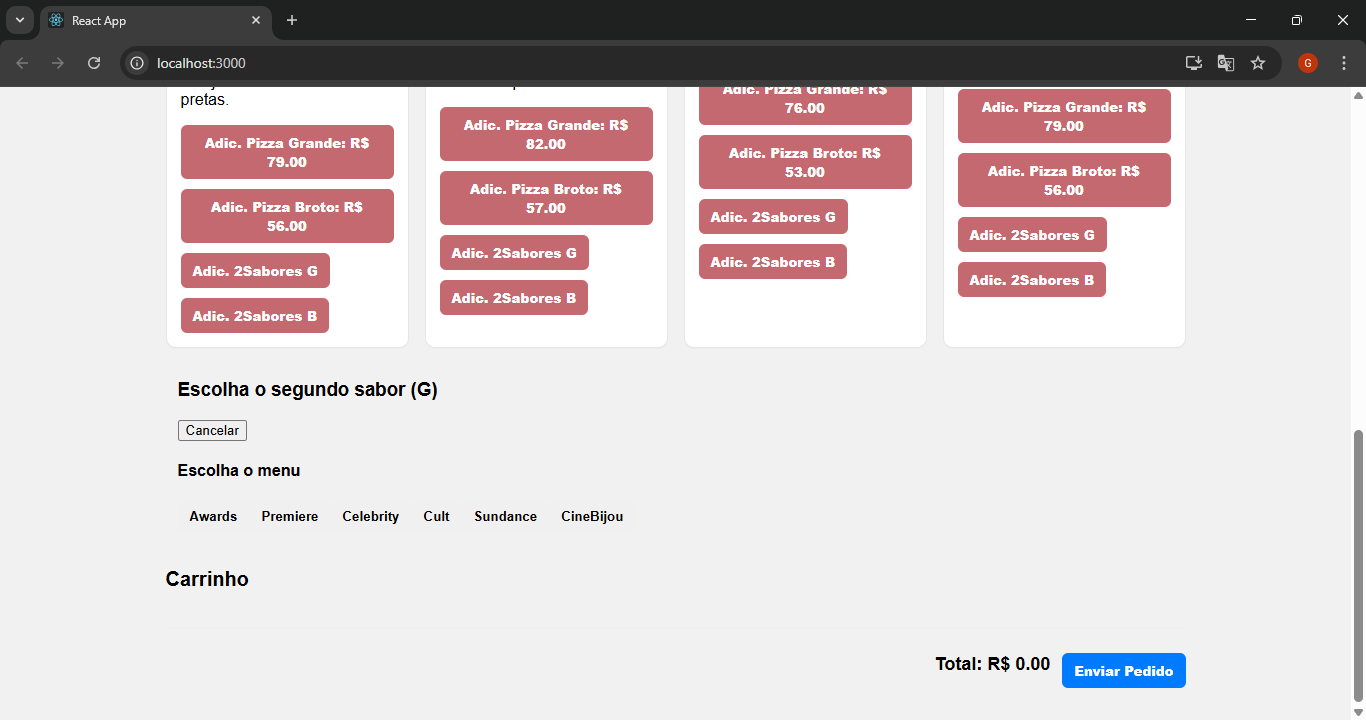 React App
localhost:3000
G
pretas.
Adic. Pizza Grande: R$
79.00
Adic. Pizza Broto: R$
56.00
Adic. 2Sabores G
Adic. 2Sabores B
Adic. Pizza Grande: R$
82.00
Adic. Pizza Broto: R$
57.00
Adic. 2Sabores G
Adic. 2Sabores B
Adic. Pizza Grande: R$
76.00
Adic. Pizza Broto: R$
53.00
Adic. 2Sabores G
Adic. 2Sabores B
Adic. Pizza Grande: R$
79.00
Adic. Pizza Broto: R$
56.00
Adic. 2Sabores G
Adic. 2Sabores B
Escolha o segundo sabor (G)
Cancelar
Escolha o menu
Awards Premiere Celebrity Cult Sundance CineBijou
Carrinho
Total: R$ 0.00 Enviar Pedido